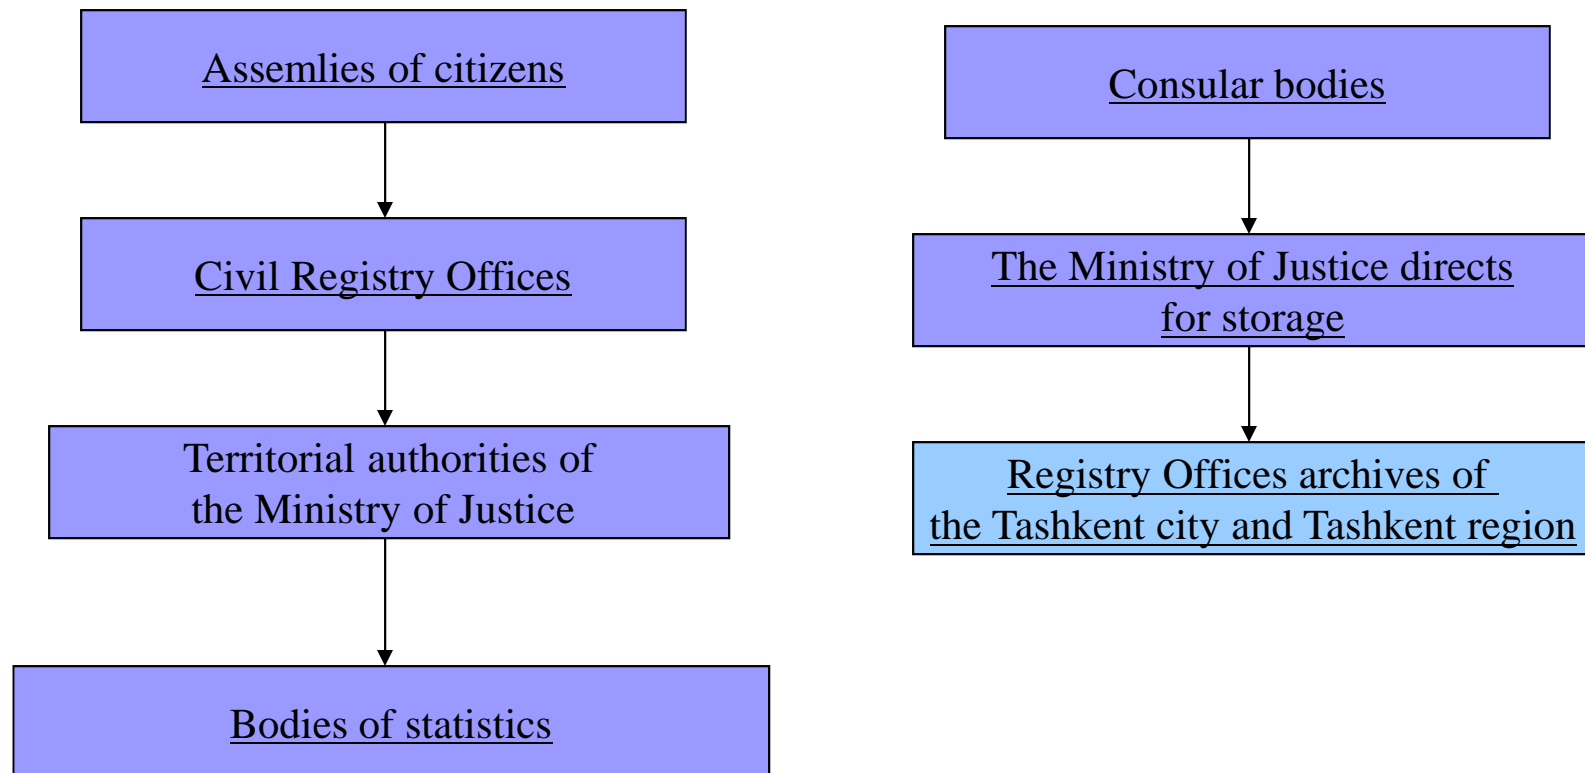 Assemlies of citizens
Civil Registry Offices
Territorial authorities of
the Ministry of Justice
Bodies of statistics
Consular bodies
The Ministry of Justice directs
for storage
Registry Offices archives of
the Tashkent city and Tashkent region